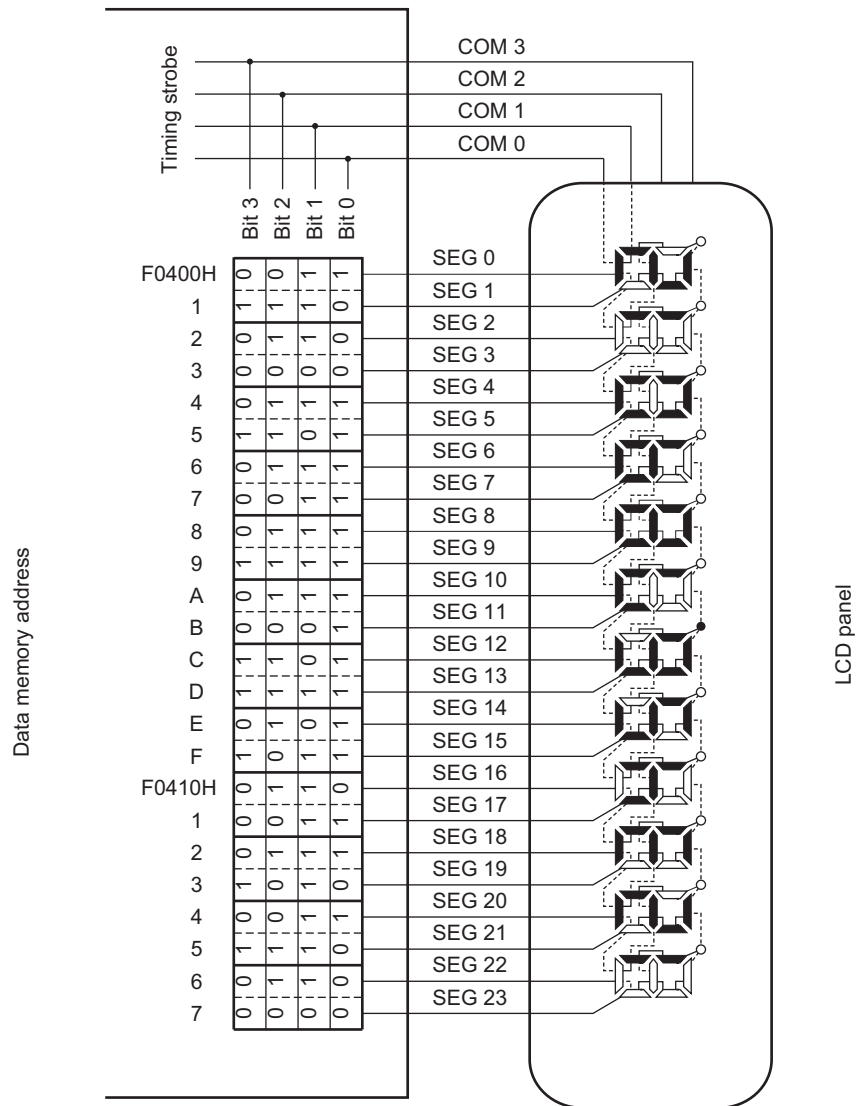 COM 3
COM 2
COM 1
COM 0
Timing strobe
Bit 3 Bit 2 Bit 1 Bit 0
F0400H 0 0 1 1 SEG 0
1 1 1 1 0 SEG 1
2 0 1 1 0 SEG 2
3 0 0 0 0 SEG 3
4 0 1 1 1 SEG 4
5 1 1 0 1 SEG 5
6 0 1 1 1 SEG 6
7 0 0 1 1 SEG 7
8 0 1 1 1 SEG 8
9 1 1 1 1 SEG 9
A 0 1 1 1 SEG 10
B 0 0 0 1 SEG 11
C 1 1 0 1 SEG 12
D 1 1 1 1 SEG 13
E 0 1 0 1 SEG 14
F 1 0 1 1 SEG 15
F0410H 0 1 1 0 SEG 16
1 0 0 1 1 SEG 17
2 0 1 1 1 SEG 18
3 1 0 1 0 SEG 19
4 0 0 1 1 SEG 20
5 1 1 1 0 SEG 21
6 0 1 1 0 SEG 22
7 0 0 0 0 SEG 23
Data memory address
LCD panel